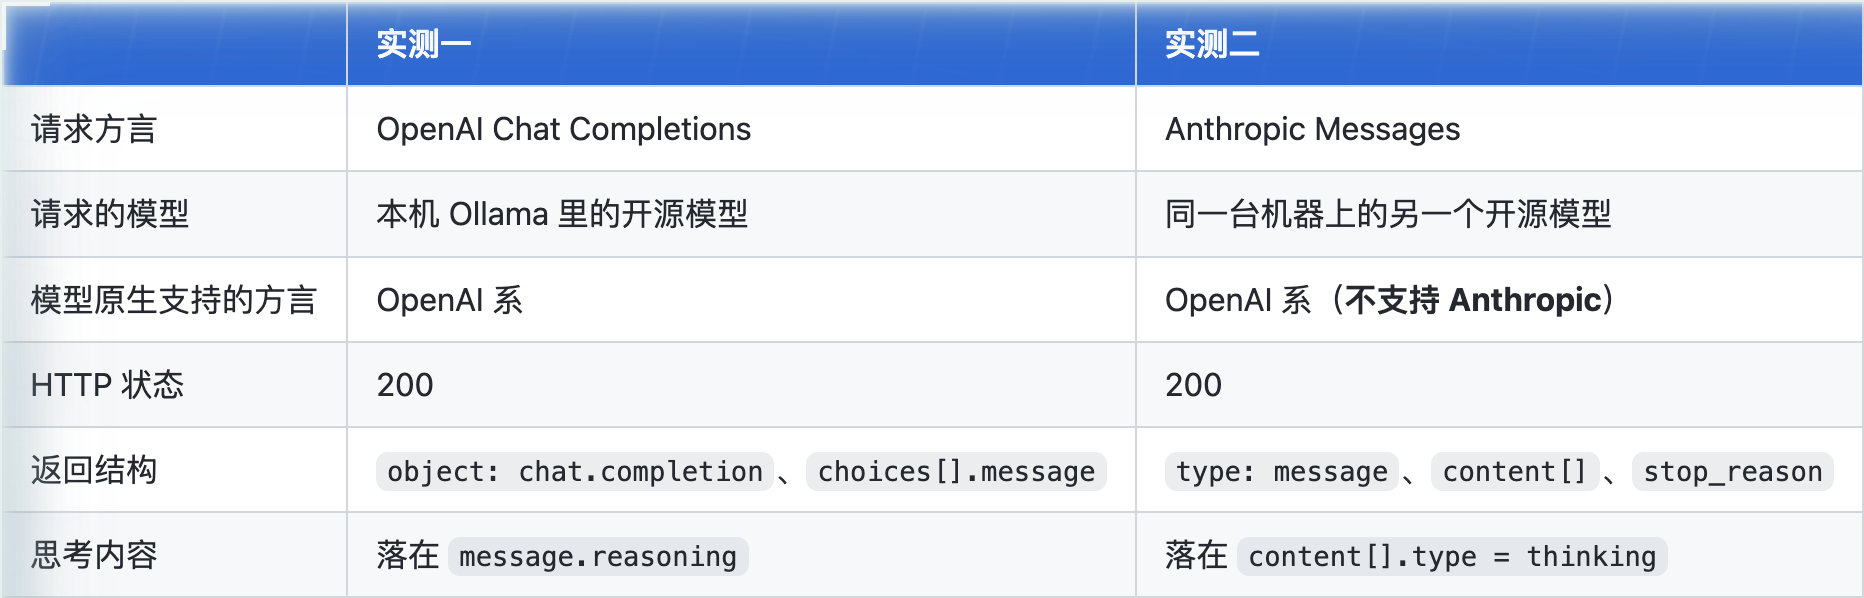 实测一 实测二
请求方言 OpenAI Chat Completions Anthropic Messages
请求的模型 本机 Ollama 里的开源模型 同一台机器上的另一个开源模型
模型原生支持的方言 OpenAI 系 OpenAI 系（不支持 Anthropic）
HTTP 状态 200 200
返回结构 object: chat.completion、choices[].message type: message、content[]、stop_reason
思考内容 落在 message.reasoning 落在 content[].type = thinking